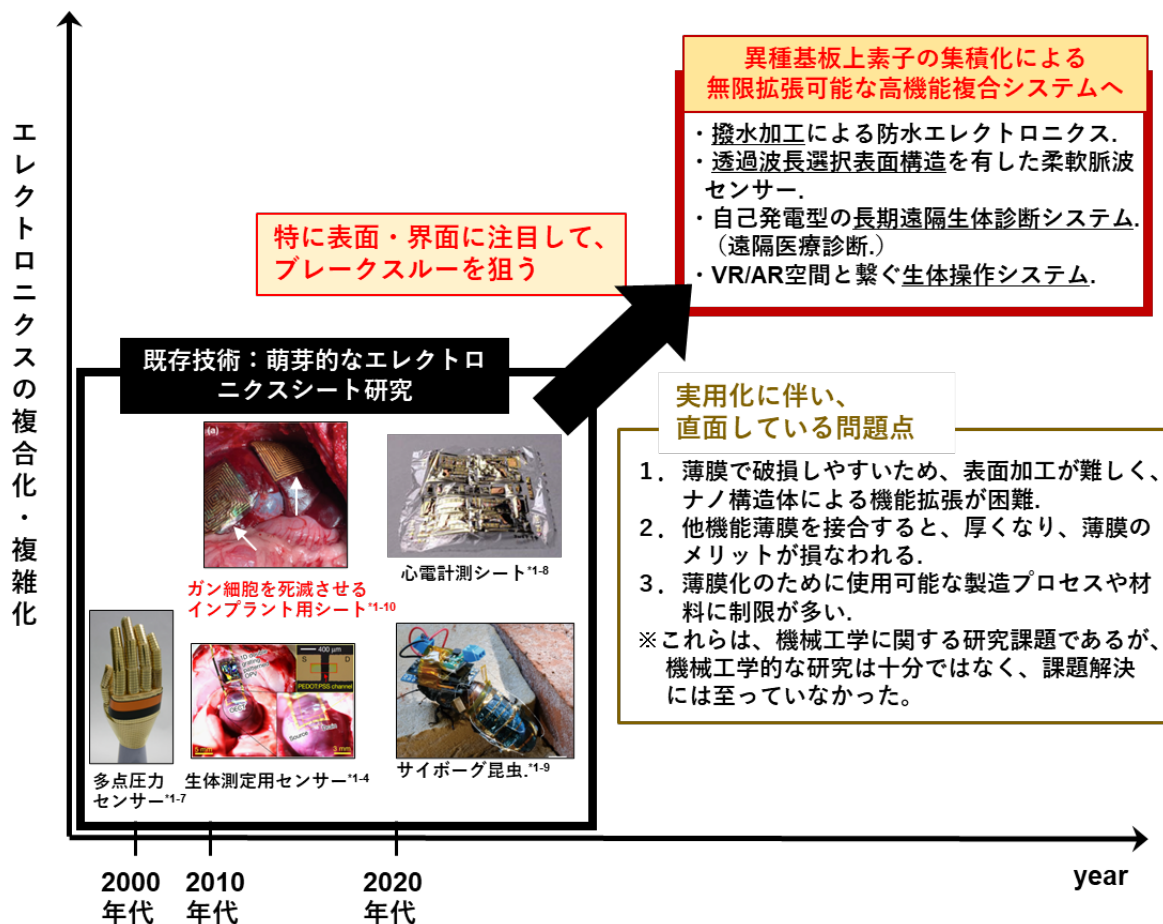 エレクトロニクスの複合化・複雑化
異種基板上素子の集積化による
無限拡張可能な高機能複合システムへ
・撥水加工による防水エレクトロニクス.
・透過波長選択表面構造を有した柔軟脈波
センサー.
・自己発電型の長期遠隔生体診断システム.
（遠隔医療診断.）
・VR/AR空間と繋ぐ生体操作システム.
特に表面・界面に注目して、
ブレークスルーを狙う
既存技術：萌芽的なエレクトロ
ニクスシート研究
(a)
ガン細胞を死滅させる
インプラント用シート*1-10
心電計測シート*1-8
多点圧力
センサー*1-7
400 μm
S
D
PEDOT:PSS channel
OECT
Source
5 mm
3 mm
生体測定用センサー*1-4
サイボーグ昆虫.*1-9
実用化に伴い、
直面している問題点
1．薄膜で破損しやすいため、表面加工が難しく、
ナノ構造体による機能拡張が困難.
2．他機能薄膜を接合すると、厚くなり、薄膜の
メリットが損なわれる.
3．薄膜化のために使用可能な製造プロセスや材
料に制限が多い.
※これらは、機械工学に関する研究課題であるが、
機械工学的な研究は十分ではなく、課題解決
には至っていなかった。
2000
年代
2010
年代
2020
年代
year